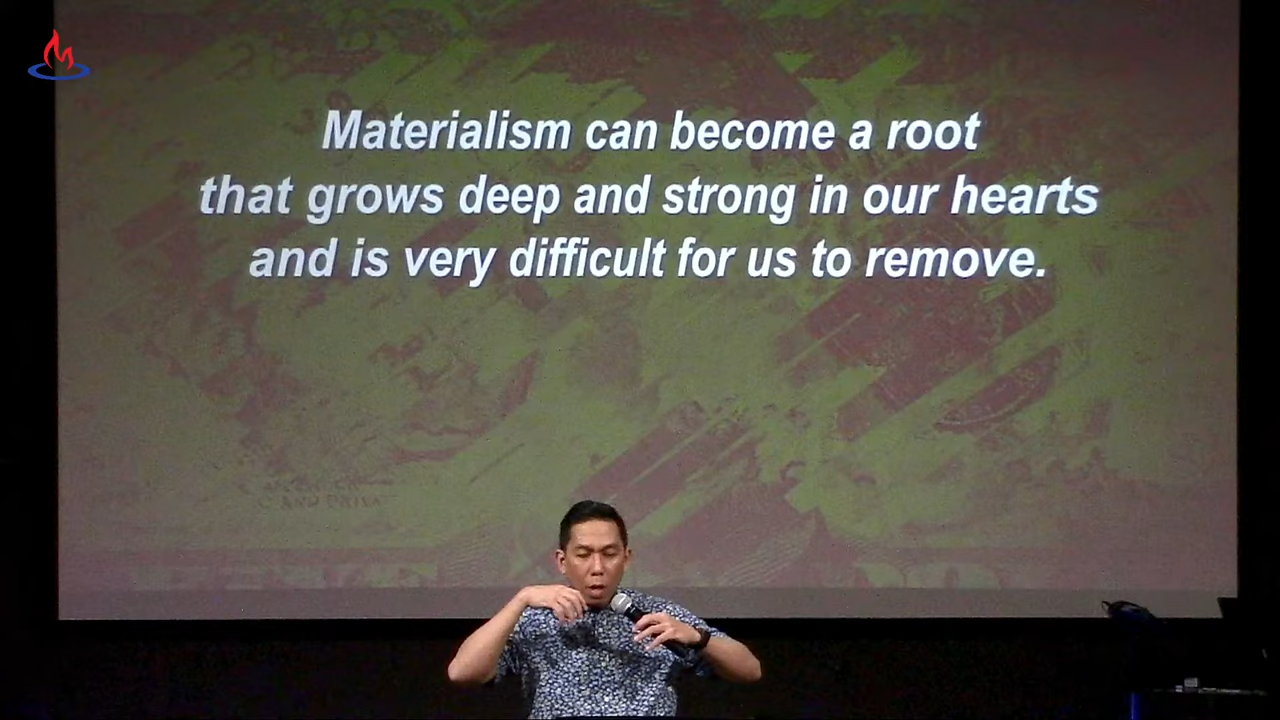 Materialism can become a root
that grows deep and strong in our hearts
and is very difficult for us to remove.